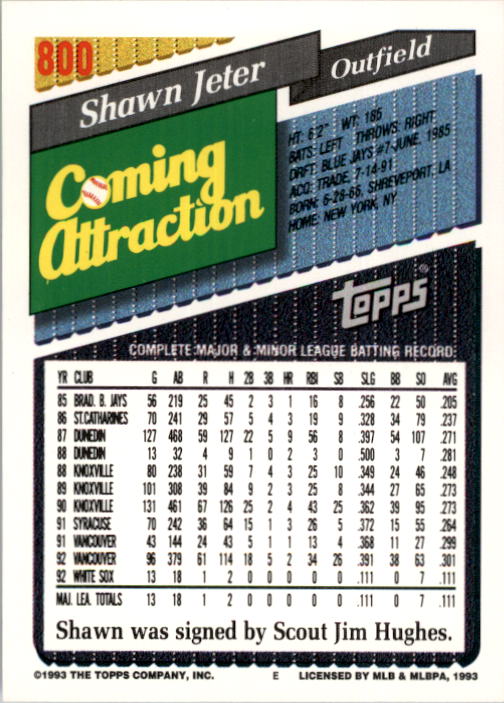 800
Shawn Jeter
Outfield
Coming
Attraction
HT: 6'2" WT: 185
BATS: LEFT THROWS: RIGHT
DRFT: BLUE JAYS #7-JUNE, 1985
ACQ: TRADE, 7-14-91
BORN: 6-28-66, SHREVEPORT, LA
HOME: NEW YORK, NY
TOPPS®
COMPLETE MAJOR & MINOR LEAGUE BATTING RECORD
YR CLUB G AB R H 2B 3B HR RBI SB SLG BB SO AVG
85 BRAD. B. JAYS 56 219 25 45 2 3 1 16 8 .256 22 50 .205
86 ST.CATHARINES 70 241 29 57 5 4 3 19 9 .328 34 79 .237
87 DUNEDIN 127 468 59 127 22 5 9 56 8 .397 54 107 .271
88 DUNEDIN 13 32 4 9 1 0 2 3 0 .500 3 7 .281
88 KNOXVILLE 80 238 31 59 7 4 3 25 10 .349 24 46 .248
89 KNOXVILLE 101 308 39 84 9 2 3 25 8 .344 27 65 .273
90 KNOXVILLE 131 461 67 126 25 2 4 43 25 .362 39 95 .273
91 SYRACUSE 70 242 36 64 15 1 3 26 5 .372 15 55 .264
91 VANCOUVER 43 144 24 43 5 1 1 13 4 .368 11 27 .299
92 VANCOUVER 96 379 61 114 18 5 2 34 26 .391 38 63 .301
92 WHITE SOX 13 18 1 2 0 0 0 0 0 .111 0 7 .111
MAJ. LEA. TOTALS 13 18 1 2 0 0 0 0 0 .111 0 7 .111
Shawn was signed by Scout Jim Hughes.
©1993 THE TOPPS COMPANY, INC. E LICENSED BY MLB & MLBPA, 1993